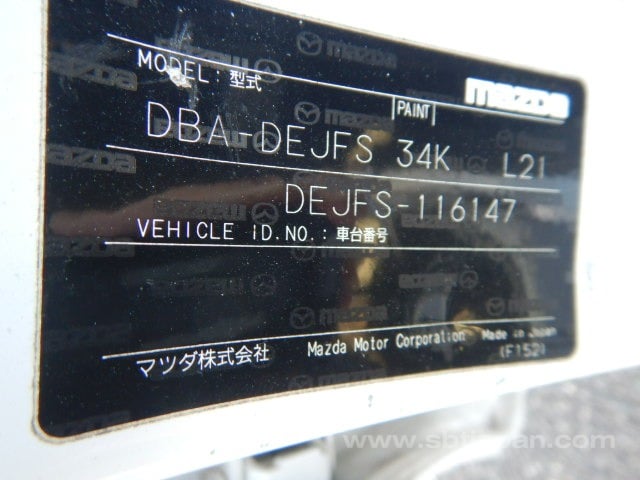 mazda
MODEL: 型式
PAINT
DBA-DEJFS 34K L21
DEJFS-116147
VEHICLE ID.NO.: 車台番号
マツダ株式会社 Mazda Motor Corporation Made in Japan
(F152)